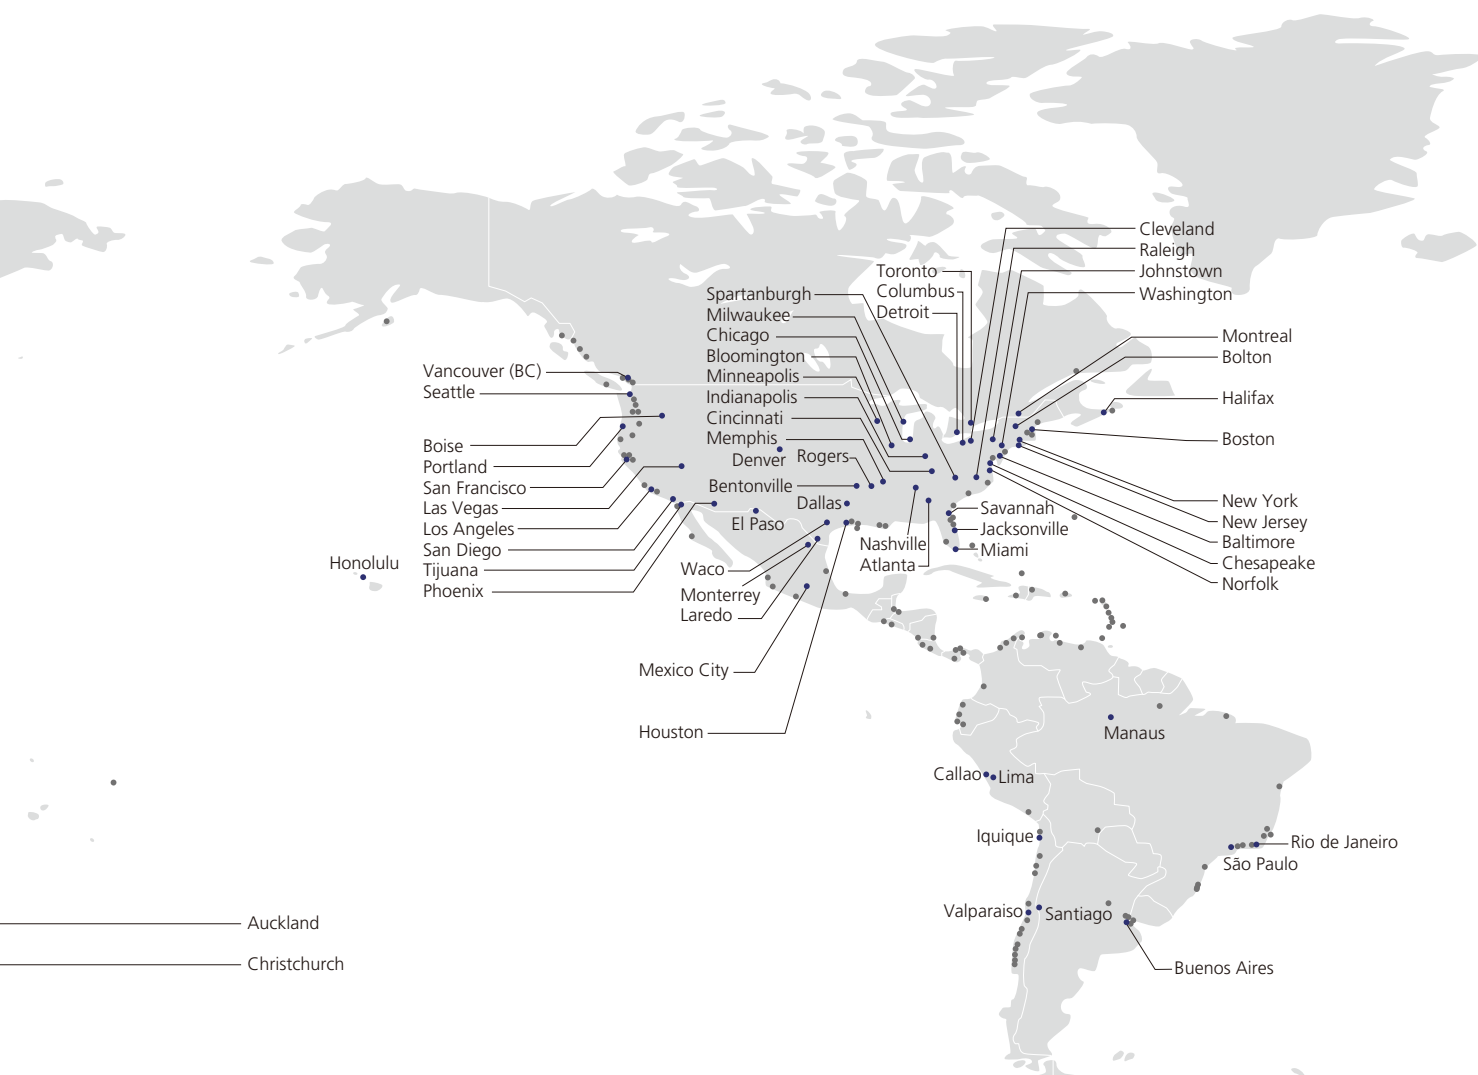 Cleveland
Raleigh
Johnstown
Washington
Toronto
Columbus
Detroit
Spartanburgh
Milwaukee
Chicago
Bloomington
Minneapolis
Indianapolis
Cincinnati
Memphis
Denver
Rogers
Bentonville
Dallas
El Paso
Montreal
Bolton
Halifax
Boston
Vancouver (BC)
Seattle
Boise
Portland
San Francisco
Las Vegas
Los Angeles
San Diego
Tijuana
Phoenix
Honolulu
New York
New Jersey
Baltimore
Chesapeake
Norfolk
Savannah
Jacksonville
Miami
Nashville
Atlanta
Waco
Monterrey
Laredo
Mexico City
Houston
Manaus
Callao
Lima
Iquique
Rio de Janeiro
São Paulo
Valparaiso
Santiago
Buenos Aires
Auckland
Christchurch